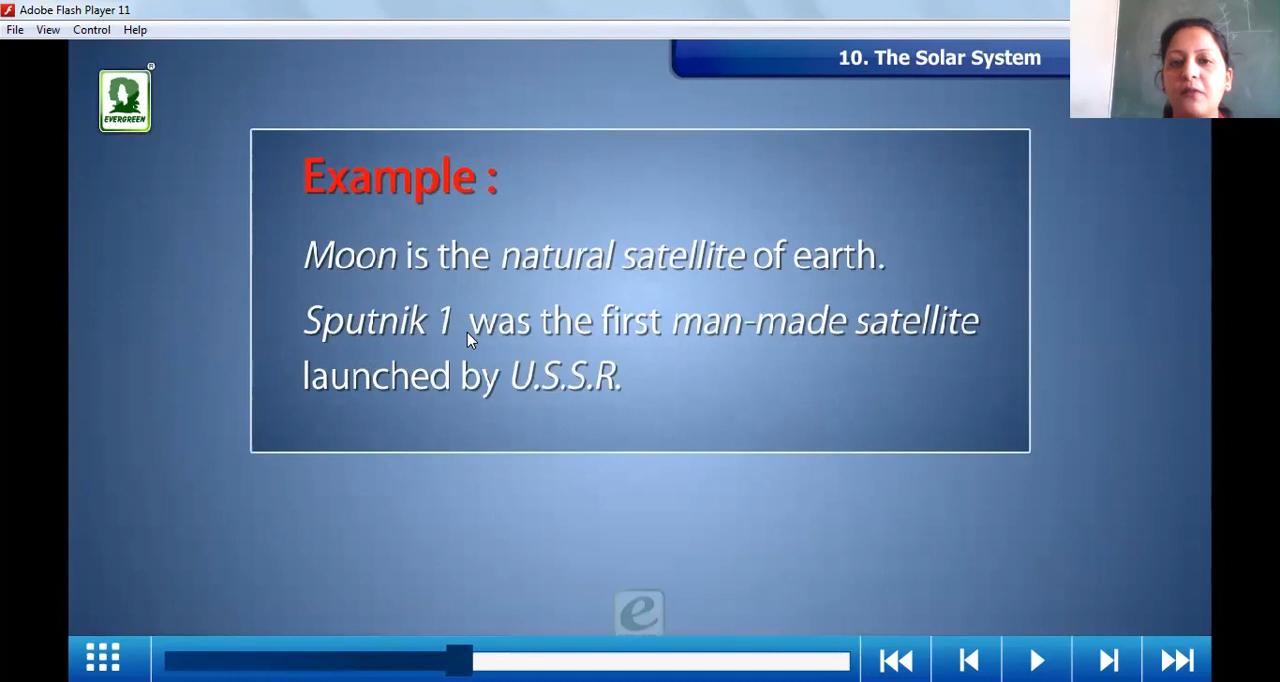 Adobe Flash Player 11
File View Control Help
10. The Solar System
®
EVERGREEN
Example :
Moon is the natural satellite of earth.
Sputnik 1 was the first man-made satellite
launched by U.S.S.R.
e